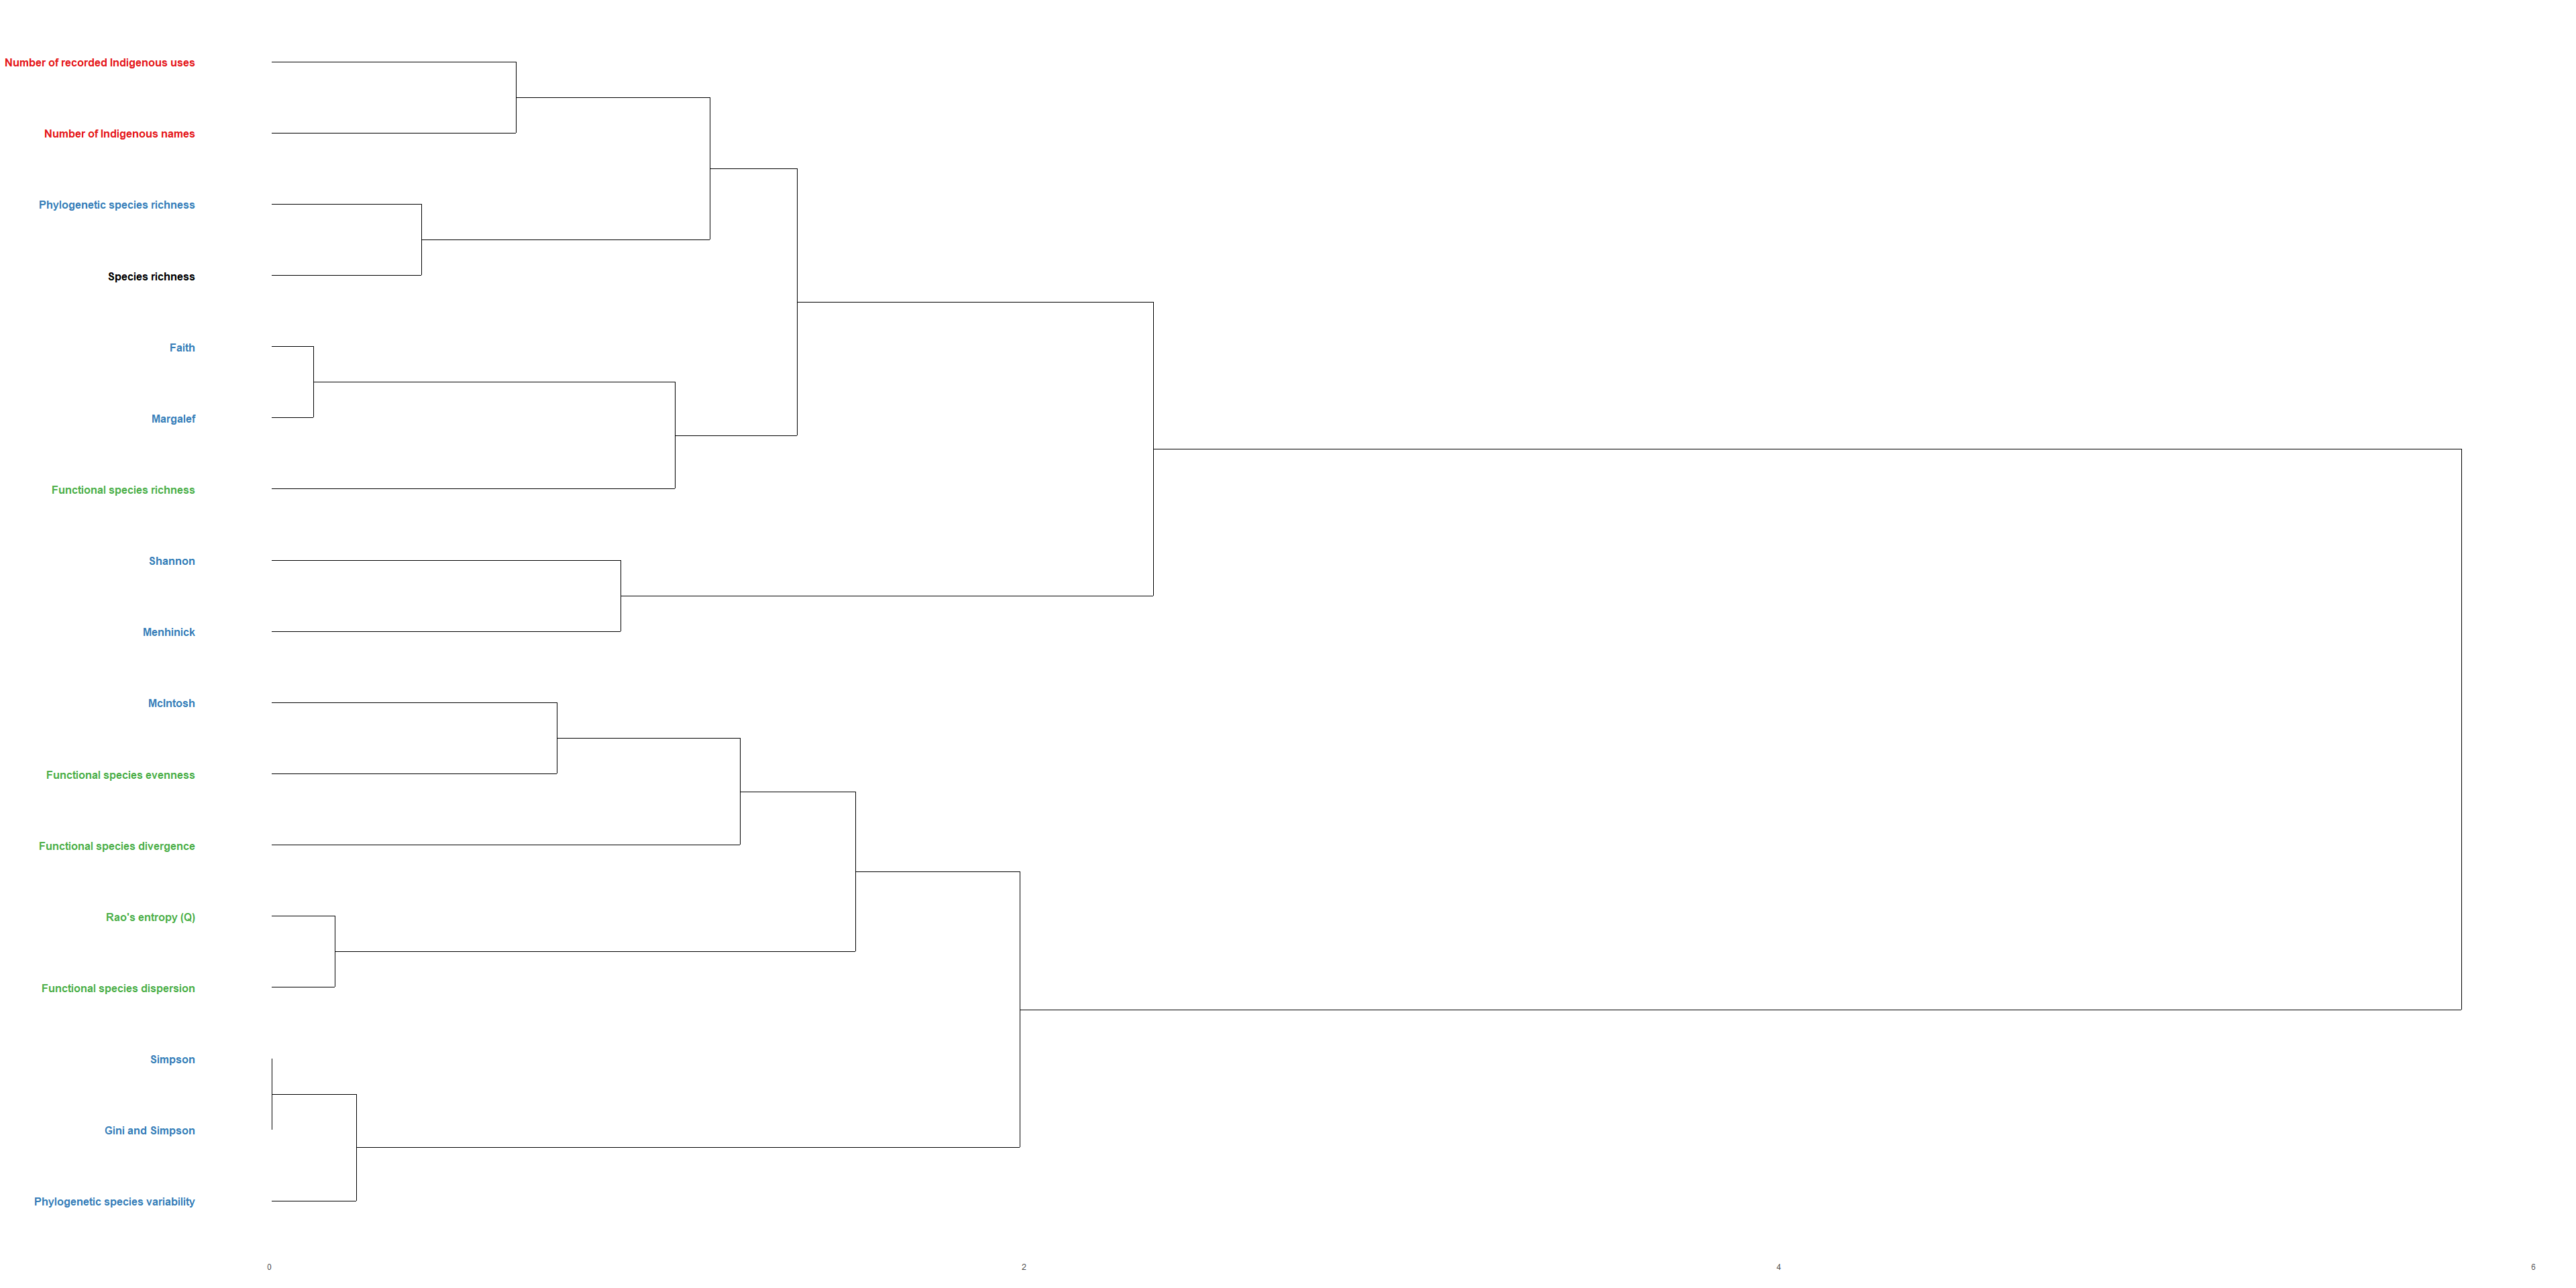 Number of recorded Indigenous uses
Number of Indigenous names
Phylogenetic species richness
Species richness
Faith
Margalef
Functional species richness
Shannon
Menhinick
McIntosh
Functional species evenness
Functional species divergence
Rao's entropy (Q)
Functional species dispersion
Simpson
Gini and Simpson
Phylogenetic species variability
0 2 4 6